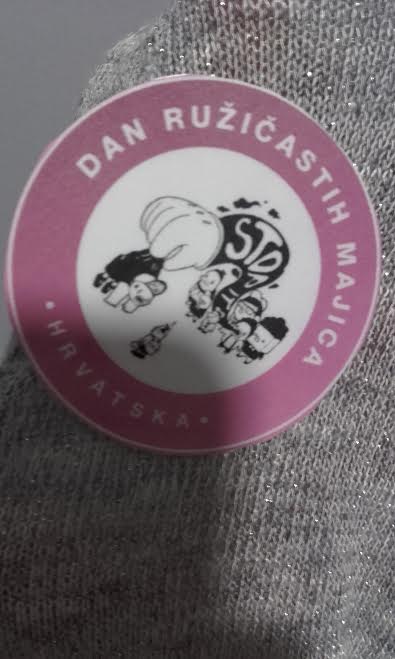 DAN RUŽIČASTIH MAJICA
STOP
• HRVATSKA •